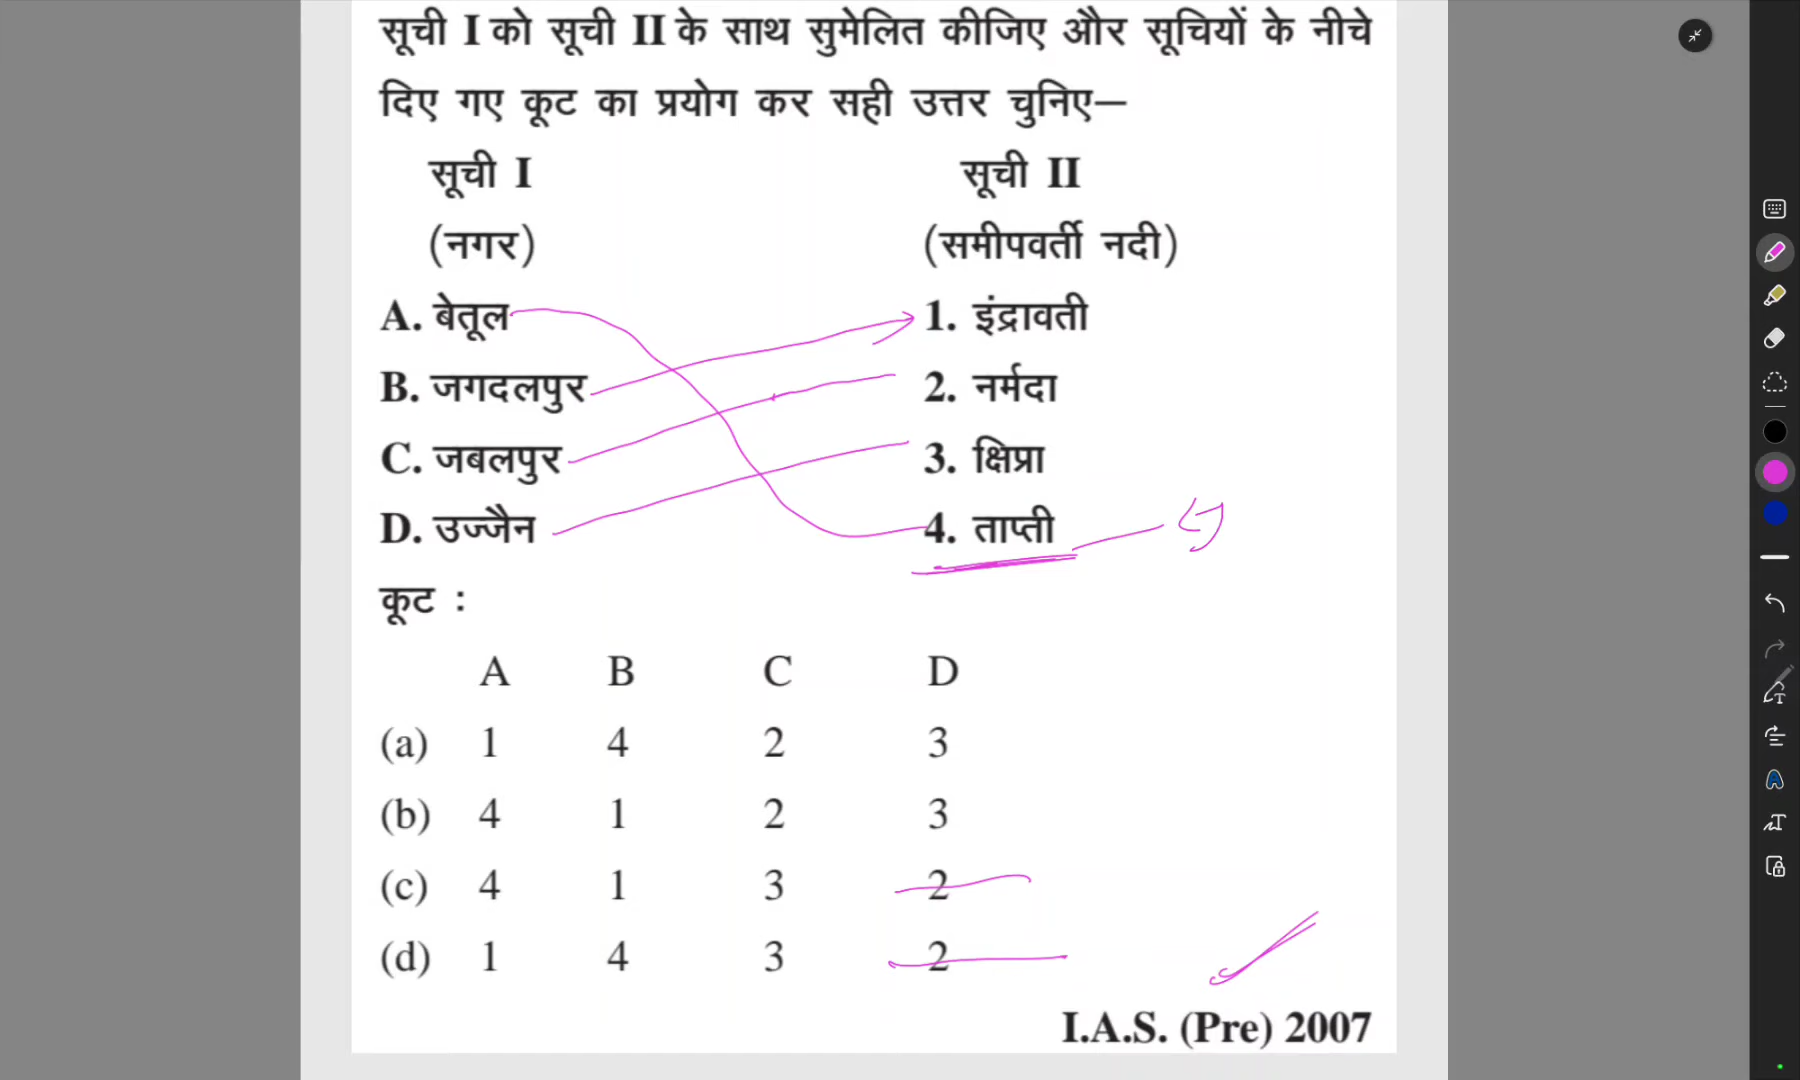 सूची I को सूची II के साथ सुमेलित कीजिए और सूचियों के नीचे
दिए गए कूट का प्रयोग कर सही उत्तर चुनिए—
सूची I सूची II
(नगर) (समीपवर्ती नदी)
A. बेतूल 1. इंद्रावती
B. जगदलपुर 2. नर्मदा
C. जबलपुर 3. क्षिप्रा
D. उज्जैन 4. ताप्ती
कूट :
A B C D
(a) 1 4 2 3
(b) 4 1 2 3
(c) 4 1 3 2
(d) 1 4 3 2
I.A.S. (Pre) 2007